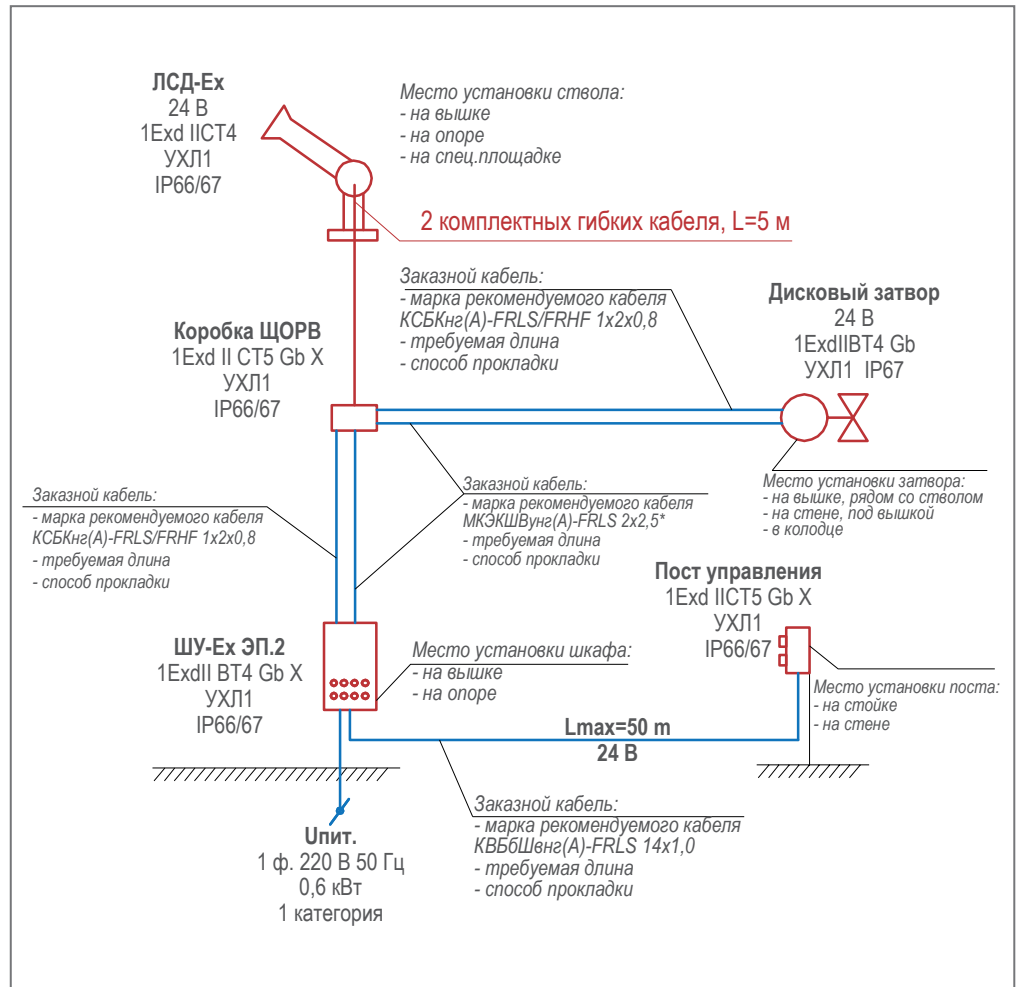 ЛСД-Ех
24 В
1Exd IICT4
УХЛ1
IP66/67
Место установки ствола:
- на вышке
- на опоре
- на спец.площадке
2 комплектных гибких кабеля, L=5 м
Заказной кабель:
- марка рекомендуемого кабеля
КСБКнг(А)-FRLS/FRHF 1х2х0,8
- требуемая длина
- способ прокладки
Дисковый затвор
24 В
1ExdIIBT4 Gb
УХЛ1 IP67
Коробка ЩОРВ
1Exd II CT5 Gb X
УХЛ1
IP66/67
Место установки затвора:
- на вышке, рядом со стволом
- на стене, под вышкой
- в колодце
Заказной кабель:
- марка рекомендуемого кабеля
КСБКнг(А)-FRLS/FRHF 1х2х0,8
- требуемая длина
- способ прокладки
Заказной кабель:
- марка рекомендуемого кабеля
МКЭКШВунг(А)-FRLS 2х2,5*
- требуемая длина
- способ прокладки
Пост управления
1Exd IICT5 Gb X
УХЛ1
IP66/67
ШУ-Ех ЭП.2
1ExdII BT4 Gb X
УХЛ1
IP66/67
Место установки шкафа:
- на вышке
- на опоре
Место установки поста:
- на стойке
- на стене
Lmax=50 m
24 В
Заказной кабель:
- марка рекомендуемого кабеля
КВБбШвнг(А)-FRLS 14х1,0
- требуемая длина
- способ прокладки
Uпит.
1 ф. 220 В 50 Гц
0,6 кВт
1 категория